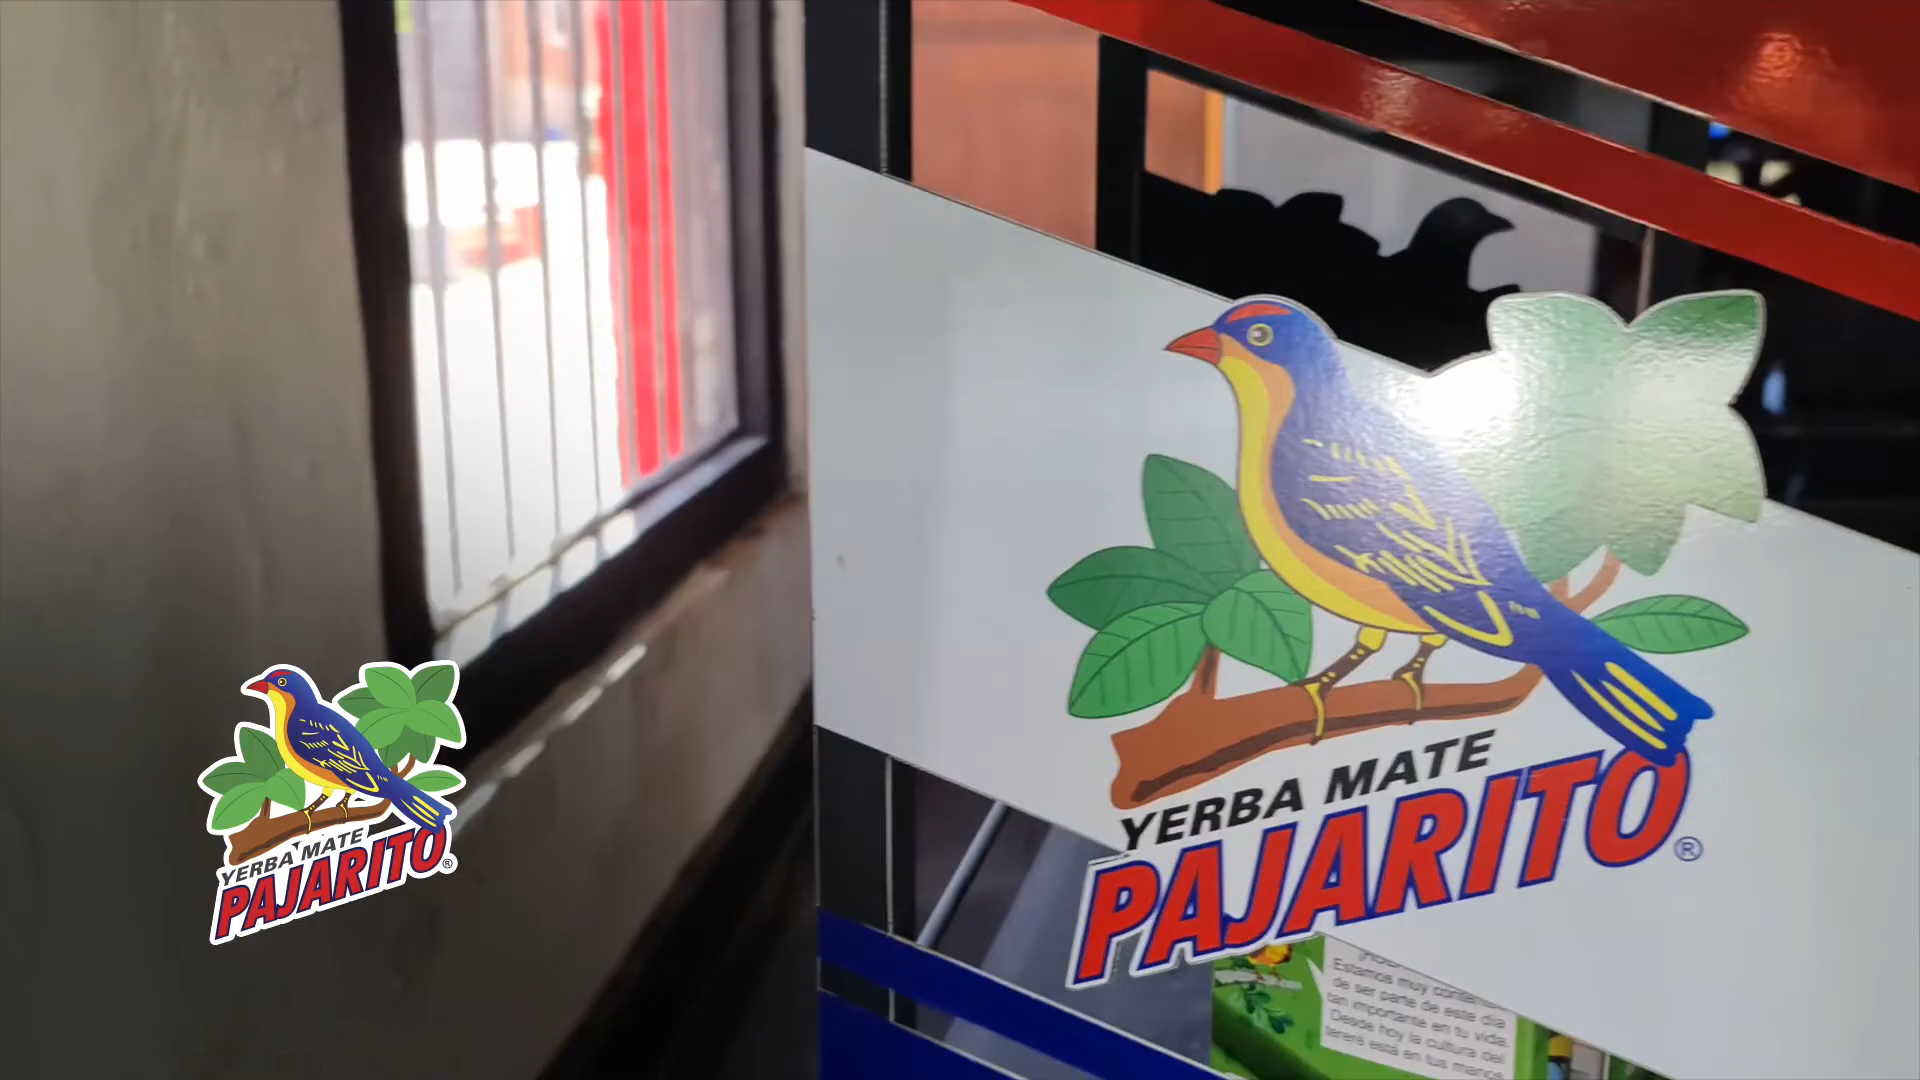 YERBA MATE
PAJARITO®
YERBA MATE
PAJARITO
®
Estamos muy
de ser parte de este día
tan importante en tu vida.
Desde hoy la cultura del
tereré está en tus manos